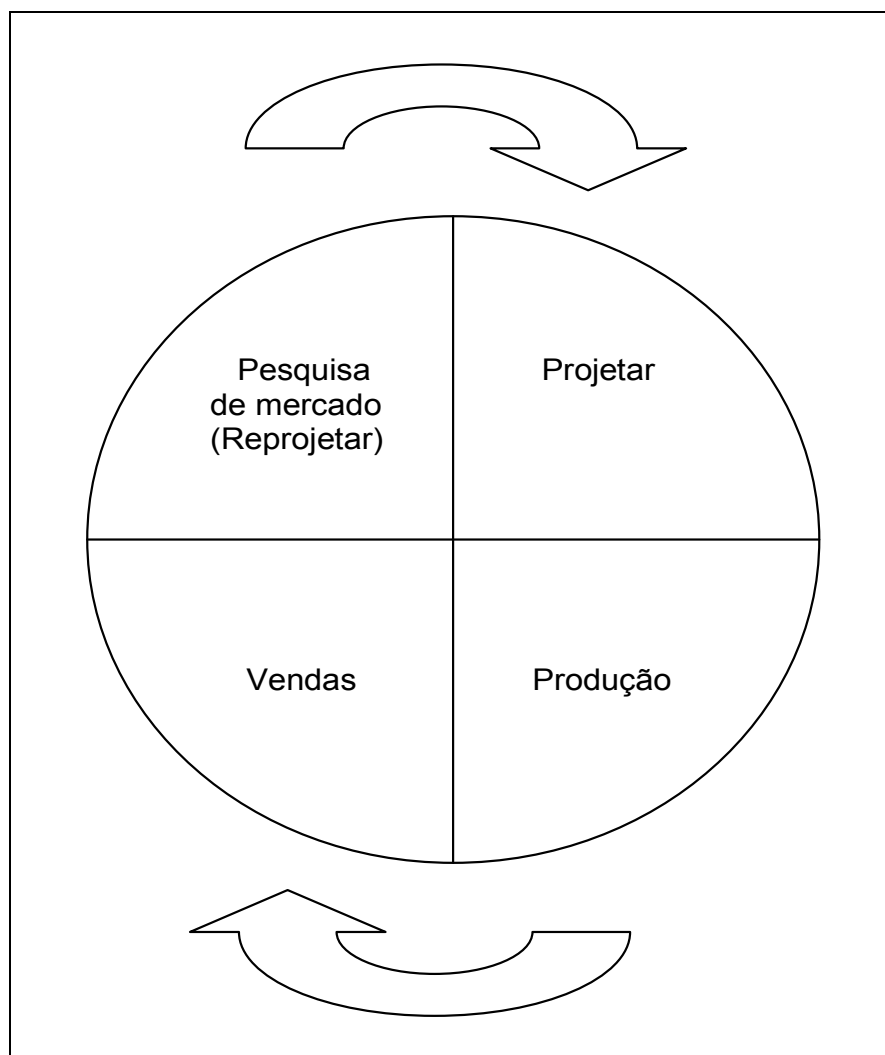 Pesquisa
de mercado
(Reprojetar)
Projetar
Vendas
Produção